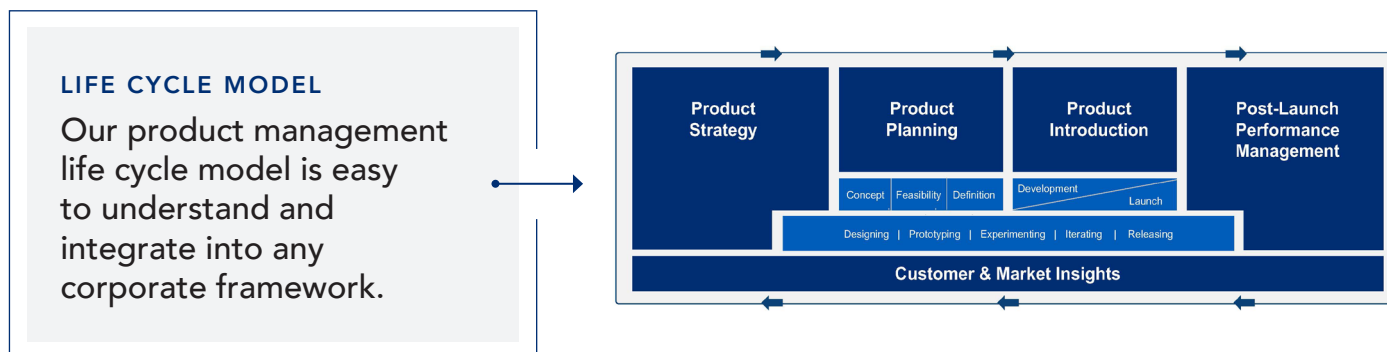 LIFE CYCLE MODEL
Our product management
life cycle model is easy
to understand and
integrate into any
corporate framework.
Product
Strategy
Product
Planning
Product
Introduction
Post-Launch
Performance
Management
Concept
Feasibility
Definition
Development
Launch
Designing | Prototyping | Experimenting | Iterating | Releasing
Customer & Market Insights